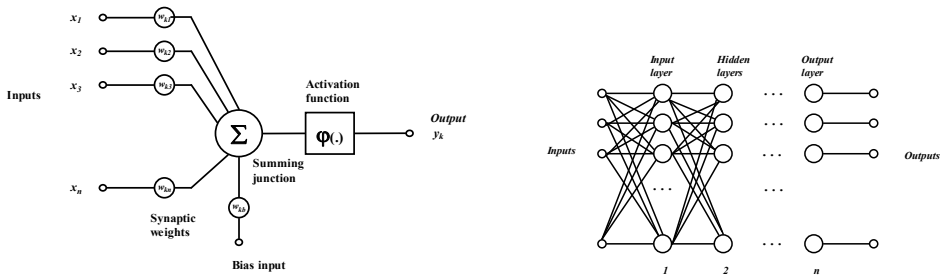 x1
wk1
x2
wk2
x3
wk3
Inputs
Activation
function
Output
yk
Σ
φ(.)
Summing
junction
xn
wkn
wkb
Synaptic
weights
Bias input
Input
layer
Hidden
layers
Output
layer
. . .
. . .
Inputs
. . .
Outputs
. . .
. . .
. . .
1
2
n